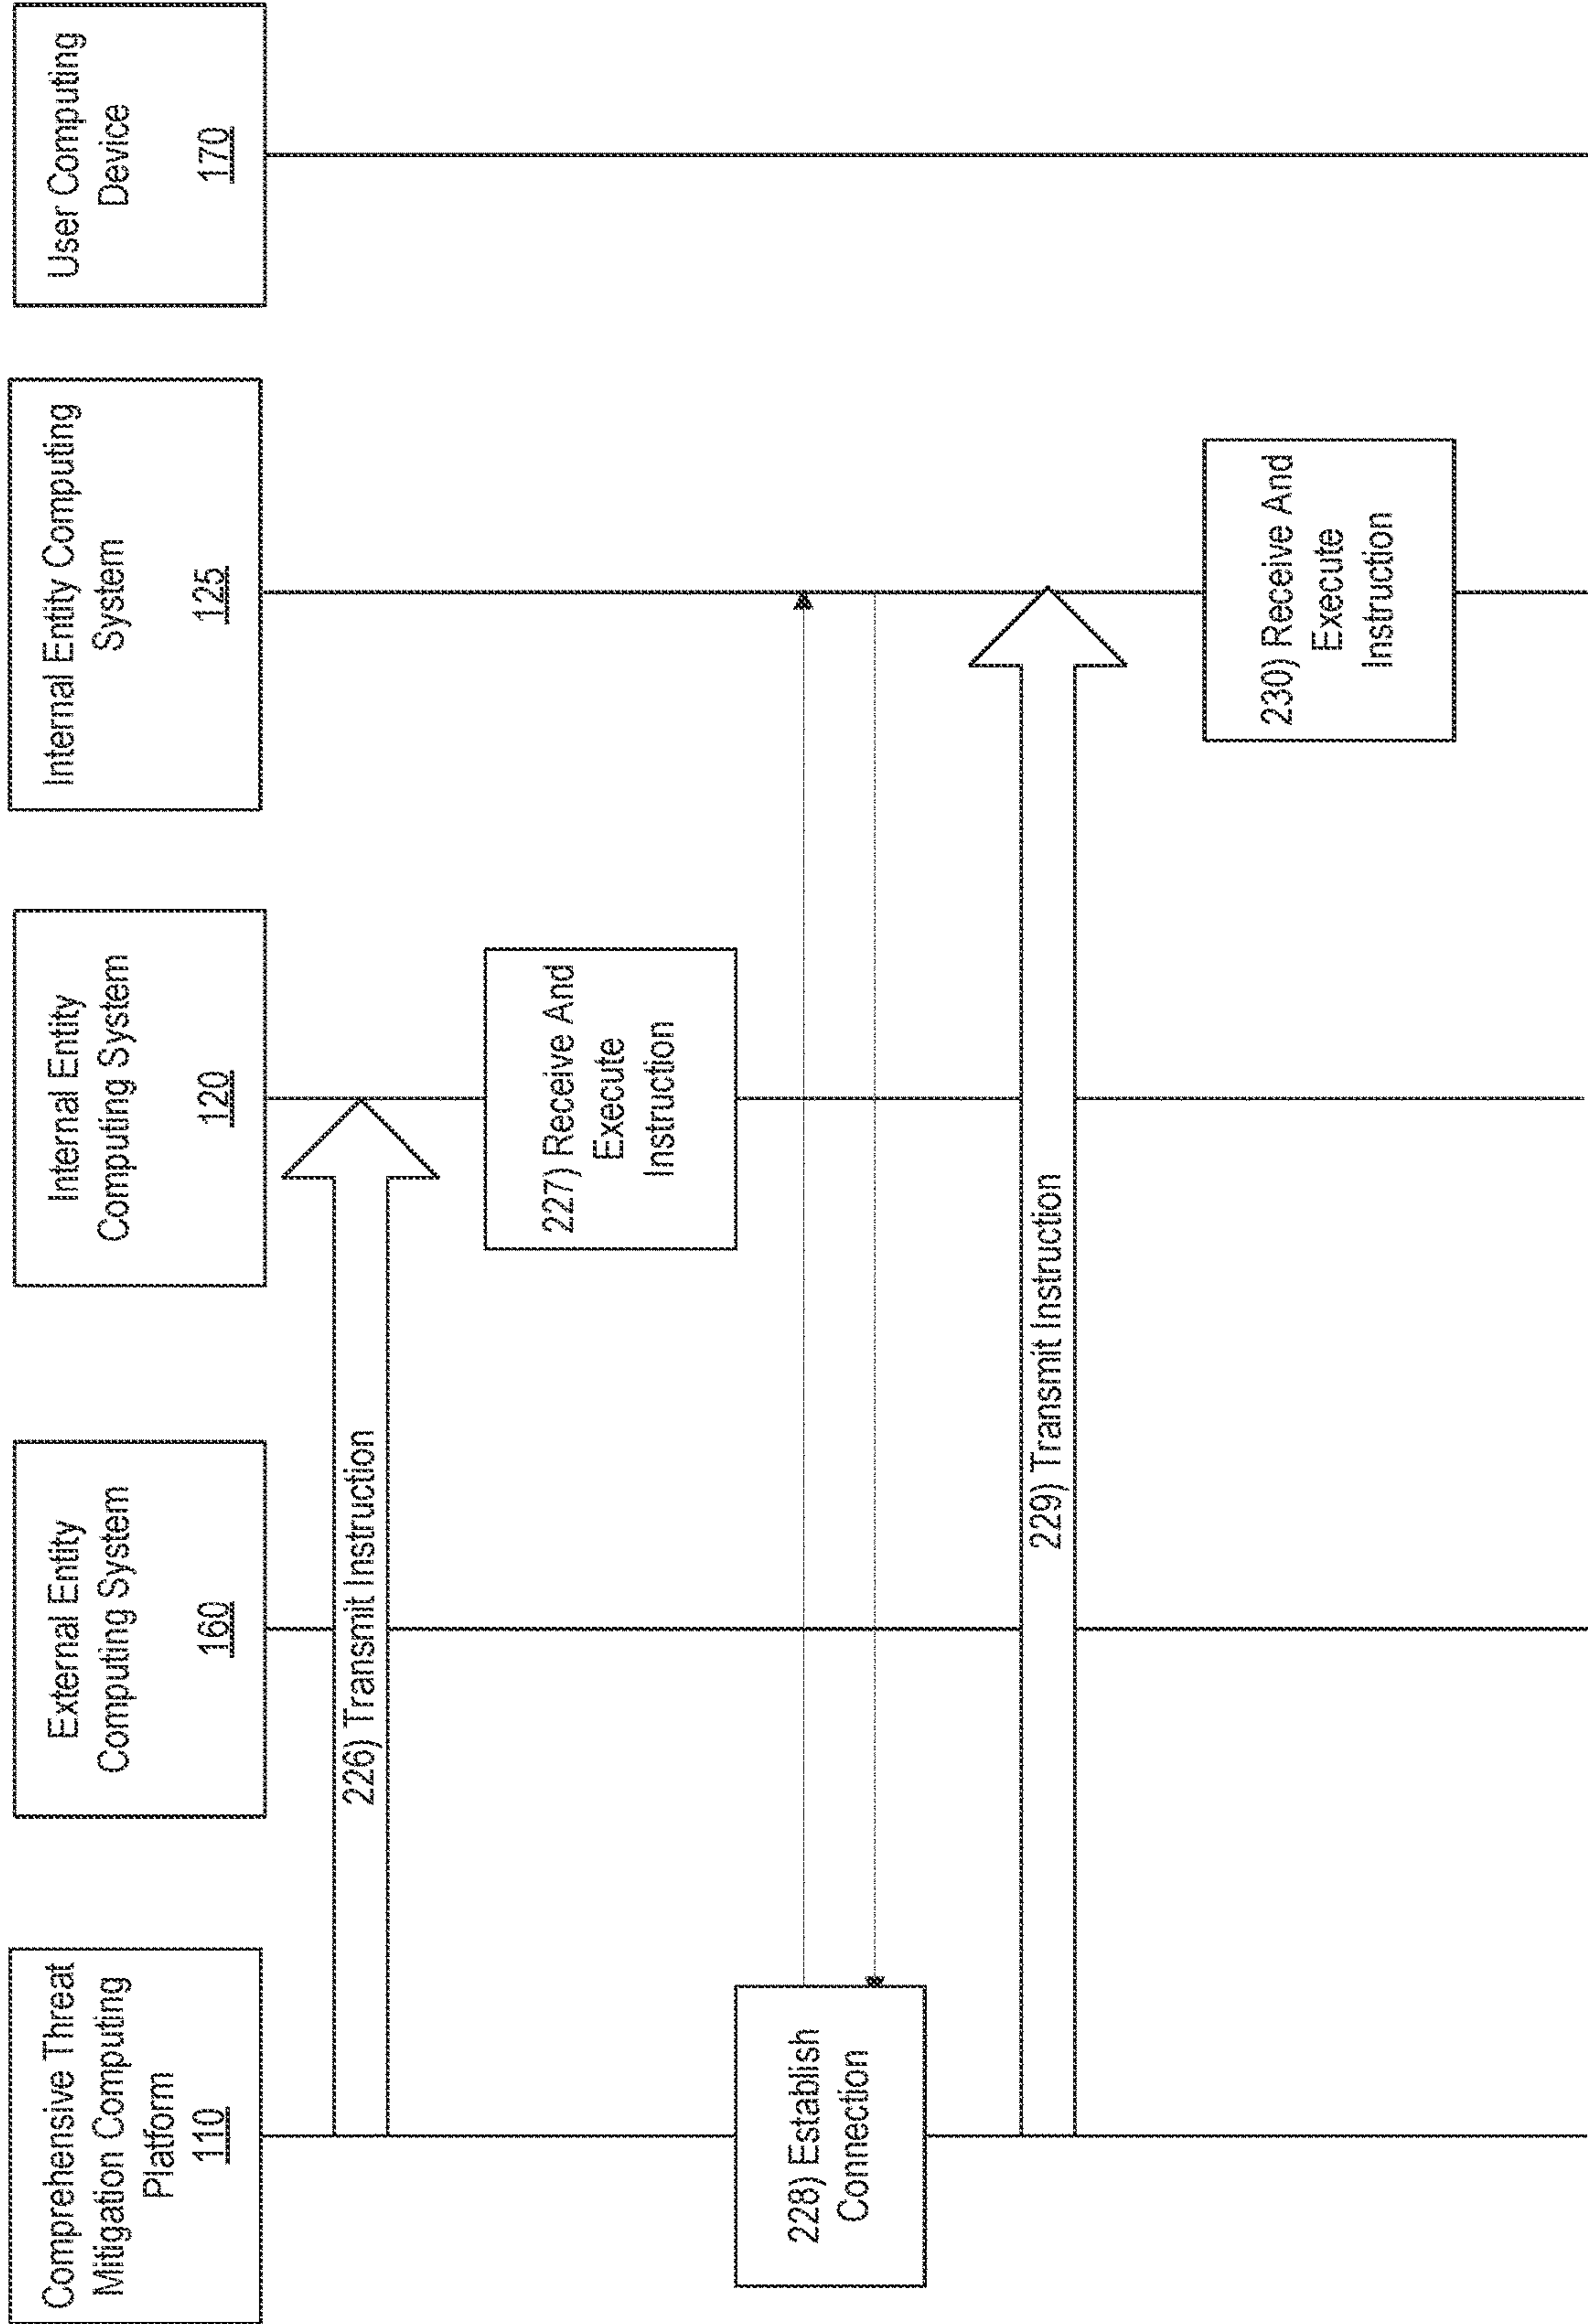 Comprehensive Threat
Mitigation Computing
Platform
110
External Entity
Computing System
160
Internal Entity
Computing System
120
Internal Entity Computing
System
125
User Computing
Device
170
226) Transmit Instruction
227) Receive And
Execute
Instruction
228) Establish
Connection
229) Transmit Instruction
230) Receive And
Execute
Instruction